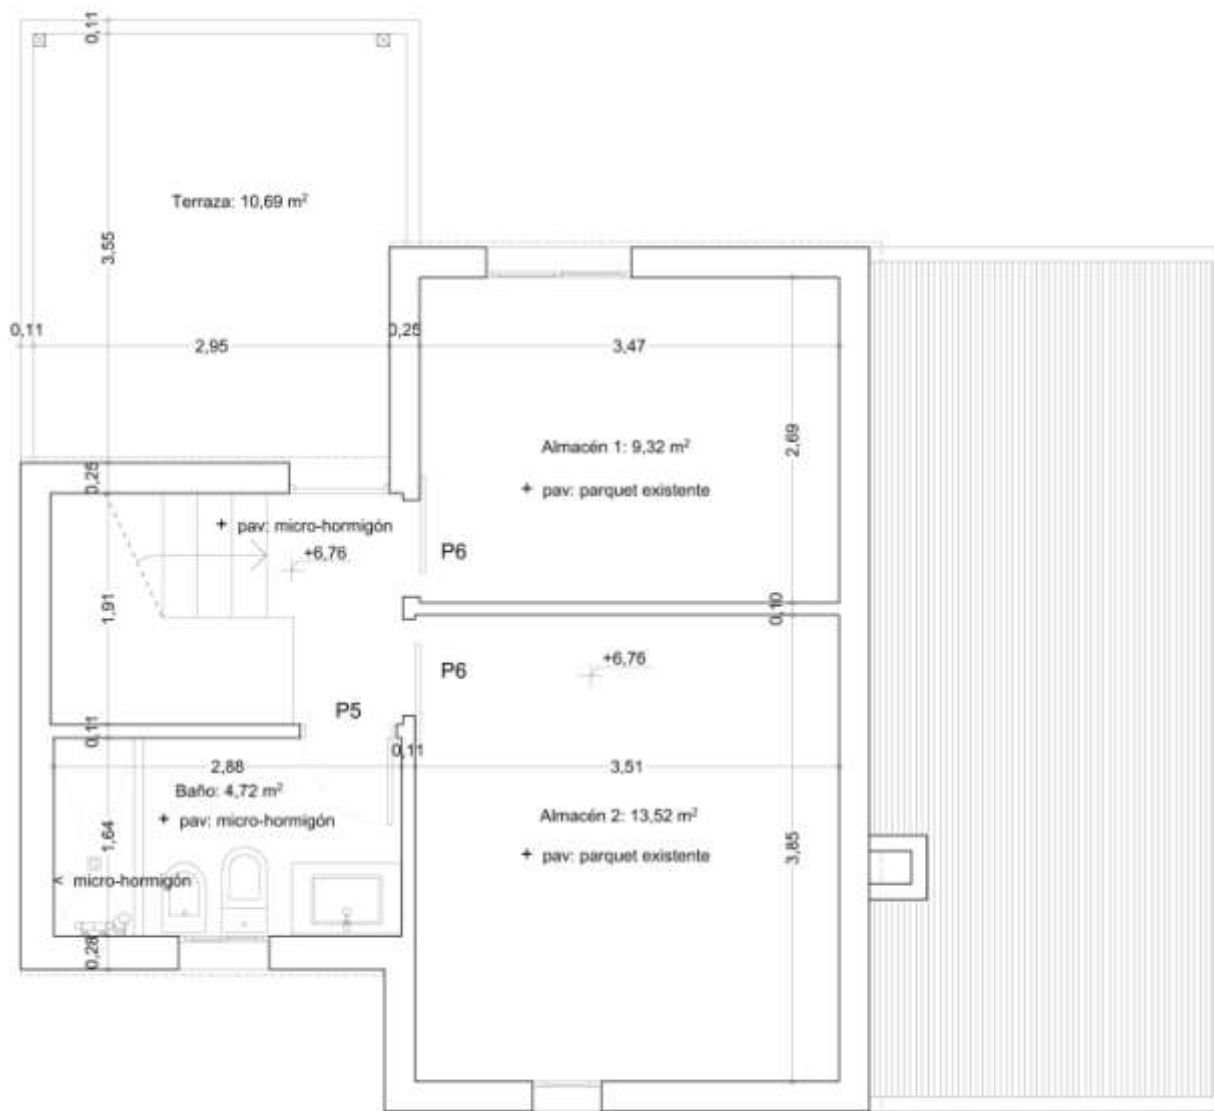 0,11
Terraza: 10,69 m²
3,55
0,11
2,95
0,25
3,47
2,69
Almacén 1: 9,32 m²
+ pav: parquet existente
0,25
+ pav: micro-hormigón
+6,76
P6
1,91
0,10
P6
+6,76
P5
0,11
0,11
2,88
3,51
Baño: 4,72 m²
+ pav: micro-hormigón
Almacén 2: 13,52 m²
1,64
3,85
+ pav: parquet existente
< micro-hormigón
0,28